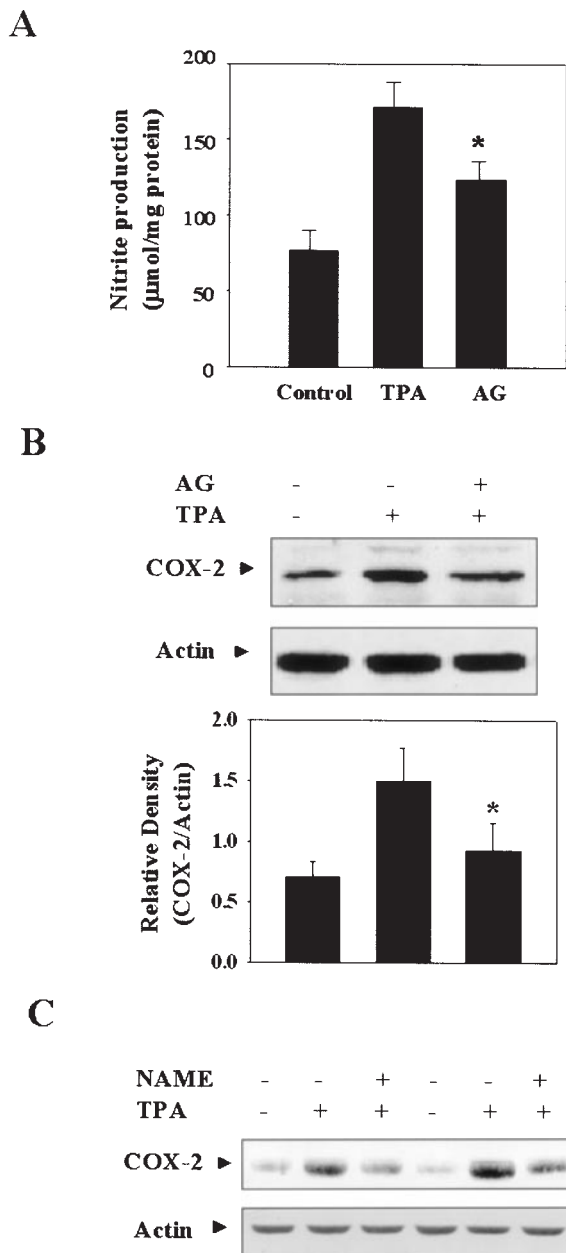 A
200
150
100
50
0
Nitrite production
(μmol/mg protein)
*
Control TPA AG
B
AG - - +
TPA - + +
COX-2
Actin
2.0
1.5
1.0
0.5
0.0
Relative Density
(COX-2/Actin)
*
C
NAME - - + - - +
TPA - + + - + +
COX-2
Actin